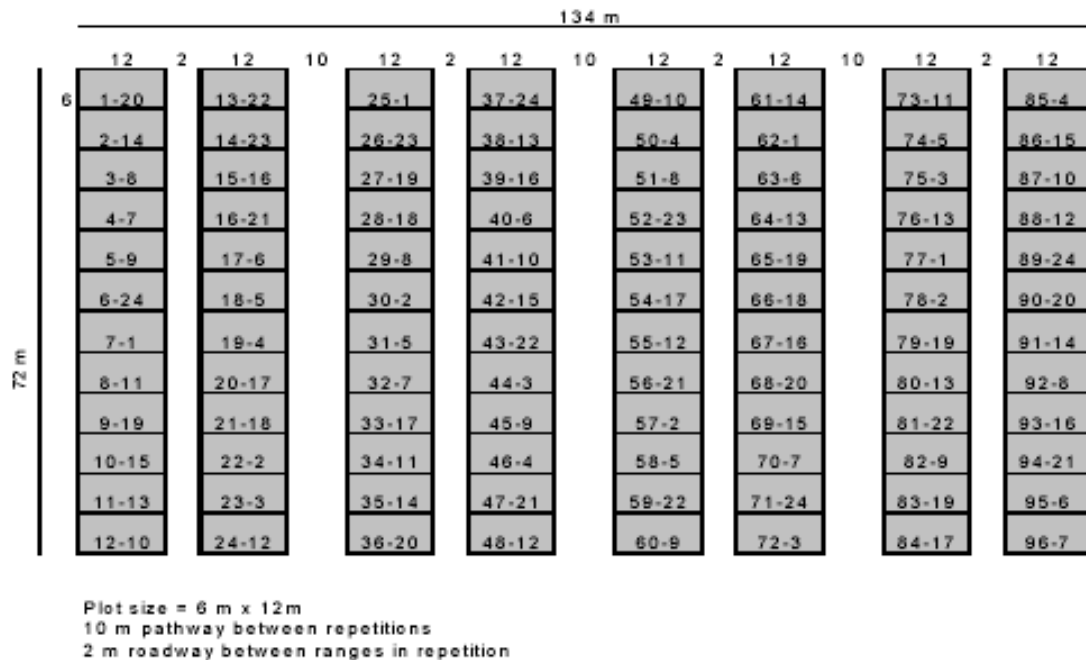 134 m
12 2 12 10 12 2 12 10 12 2 12 10 12 2 12
6 1-20 13-22 25-1 37-24 49-10 61-14 73-11 85-4
2-14 14-23 26-23 38-13 50-4 62-1 74-5 86-15
3-8 15-16 27-19 39-16 51-8 63-6 75-3 87-10
4-7 16-21 28-18 40-6 52-23 64-13 76-13 88-12
5-9 17-6 29-8 41-10 53-11 65-19 77-1 89-24
6-24 18-5 30-2 42-15 54-17 66-18 78-2 90-20
7-1 19-4 31-5 43-22 55-12 67-16 79-19 91-14
72 m
8-11 20-17 32-7 44-3 56-21 68-20 80-13 92-8
9-19 21-18 33-17 45-9 57-2 69-15 81-22 93-16
10-15 22-2 34-11 46-4 58-5 70-7 82-9 94-21
11-13 23-3 35-14 47-21 59-22 71-24 83-19 95-6
12-10 24-12 36-20 48-12 60-9 72-3 84-17 96-7
Plot size = 6 m x 12m
10 m pathway between repetitions
2 m roadway between ranges in repetition